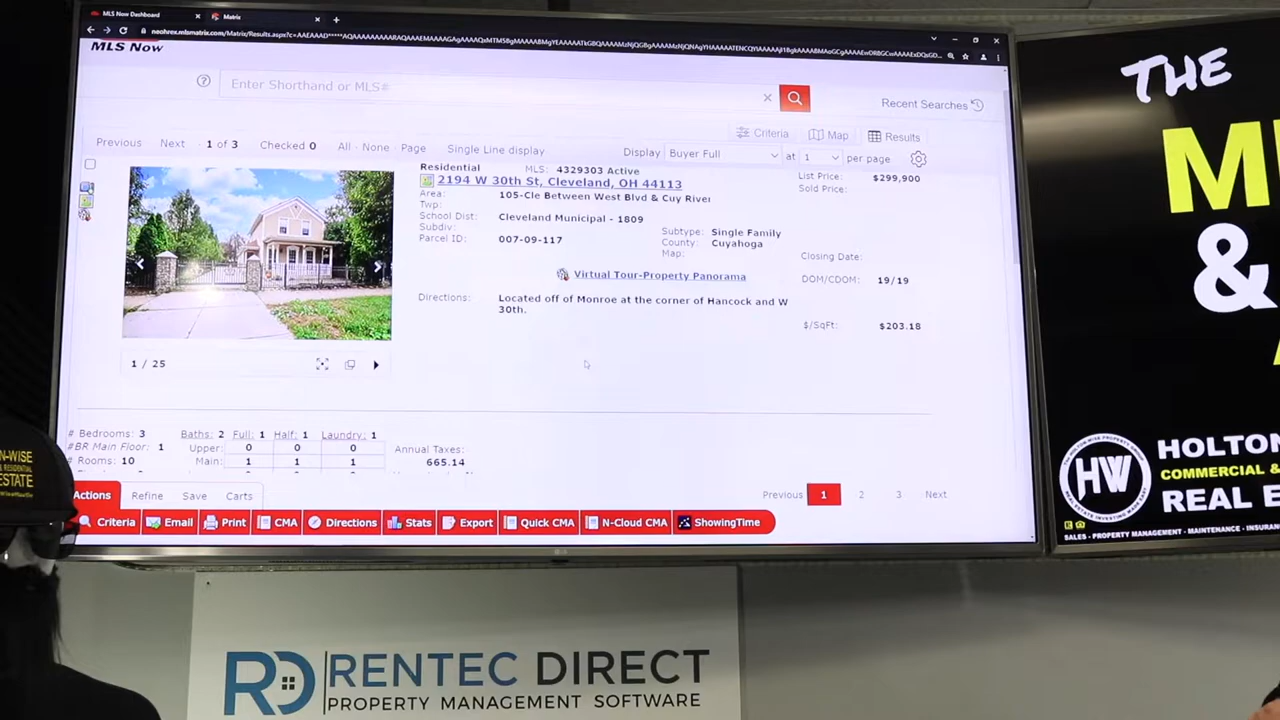 MLS Now Dashboard
Matrix
MLS Now
Enter Shorthand or MLS#
Recent Searches
Criteria Map Results
Previous Next 1 of 3 Checked 0 All · None · Page Single Line display Display Buyer Full at 1 per page
Residential MLS: 4329303 Active
2194 W 30th St, Cleveland, OH 44113
List Price: $299,900
Sold Price:
Area: 105-Cle Between West Blvd & Cuy River
Twp:
School Dist: Cleveland Municipal - 1809
Subdiv:
Parcel ID: 007-09-117
Subtype: Single Family
County: Cuyahoga
Map:
Closing Date:
DOM/CDOM: 19/19
Virtual Tour-Property Panorama
Directions: Located off of Monroe at the corner of Hancock and W
30th.
$/SqFt: $203.18
1 / 25
# Bedrooms: 3 Baths: 2 Full: 1 Half: 1 Laundry: 1
#BR Main Floor: 1 Upper: 0 0 0
# Rooms: 10 Main: 1 1 1
Annual Taxes:
665.14
Actions Refine Save Carts
Previous 1 2 3 Next
Criteria Email Print CMA Directions Stats Export Quick CMA N-Cloud CMA ShowingTime
THE
M
&
HW
HOLTON
COMMERCIAL &
REAL E
SALES - PROPERTY MANAGEMENT - MAINTENANCE - INSURAN
ON-WISE
RESIDENTIAL
ESTATE
RD RENTEC DIRECT
PROPERTY MANAGEMENT SOFTWARE